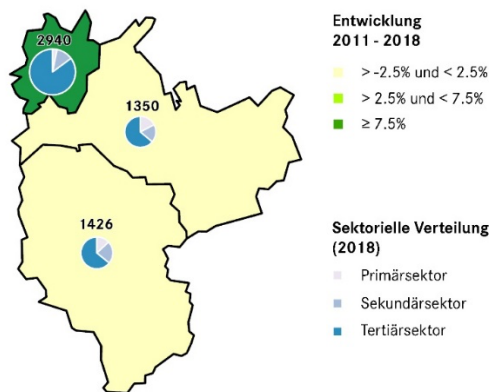 2940
1350
1426
Entwicklung
2011 - 2018
> -2.5% und < 2.5%
> 2.5% und < 7.5%
≥ 7.5%
Sektorielle Verteilung
(2018)
Primärsektor
Sekundärsektor
Tertiärsektor